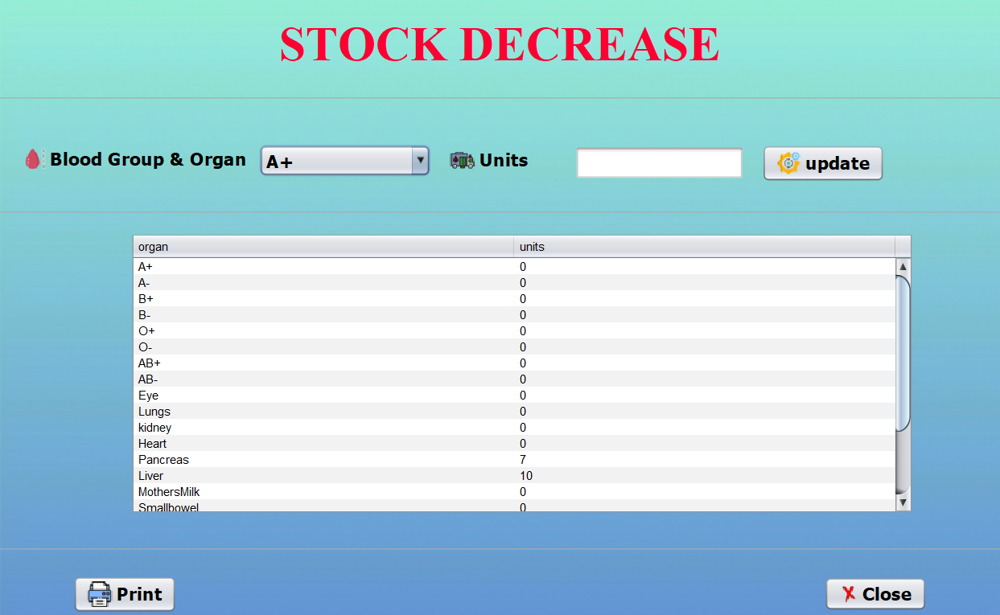 STOCK DECREASE
Blood Group & Organ A+ Units update
organ units
A+ 0
A- 0
B+ 0
B- 0
O+ 0
O- 0
AB+ 0
AB- 0
Eye 0
Lungs 0
kidney 0
Heart 0
Pancreas 7
Liver 10
MothersMilk 0
Smallbowel 0
Print Close